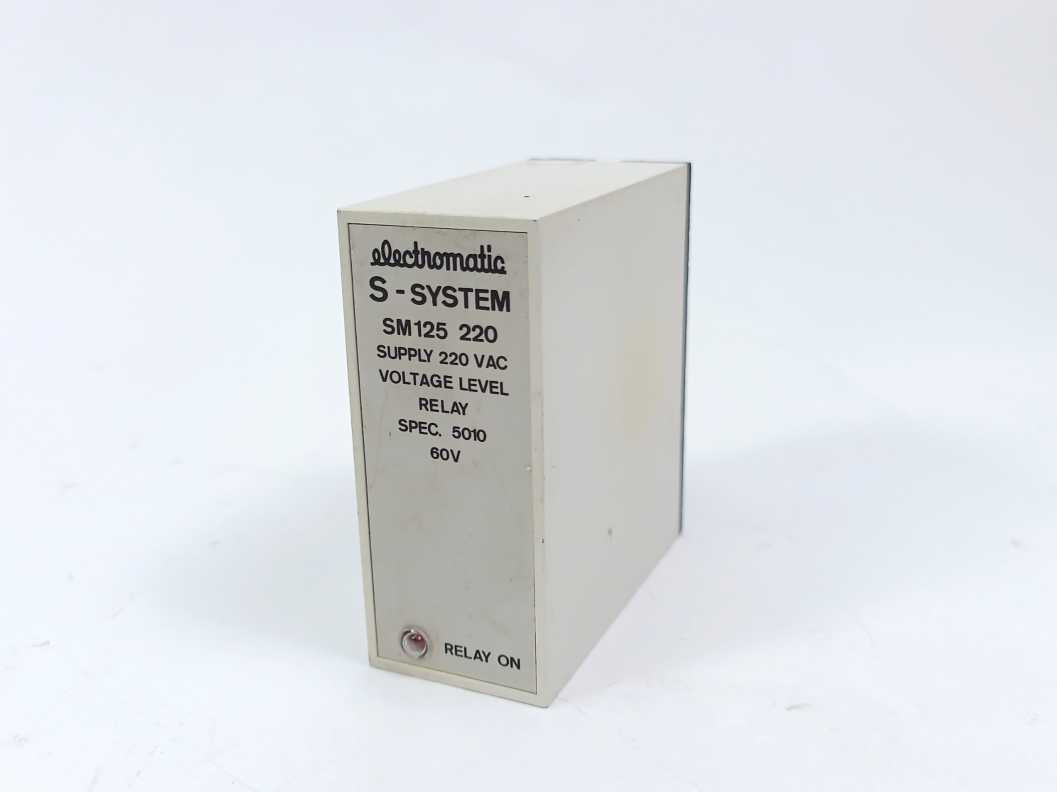 electromatic
S - SYSTEM
SM125 220
SUPPLY 220 VAC
VOLTAGE LEVEL
RELAY
SPEC. 5010
60V
RELAY ON